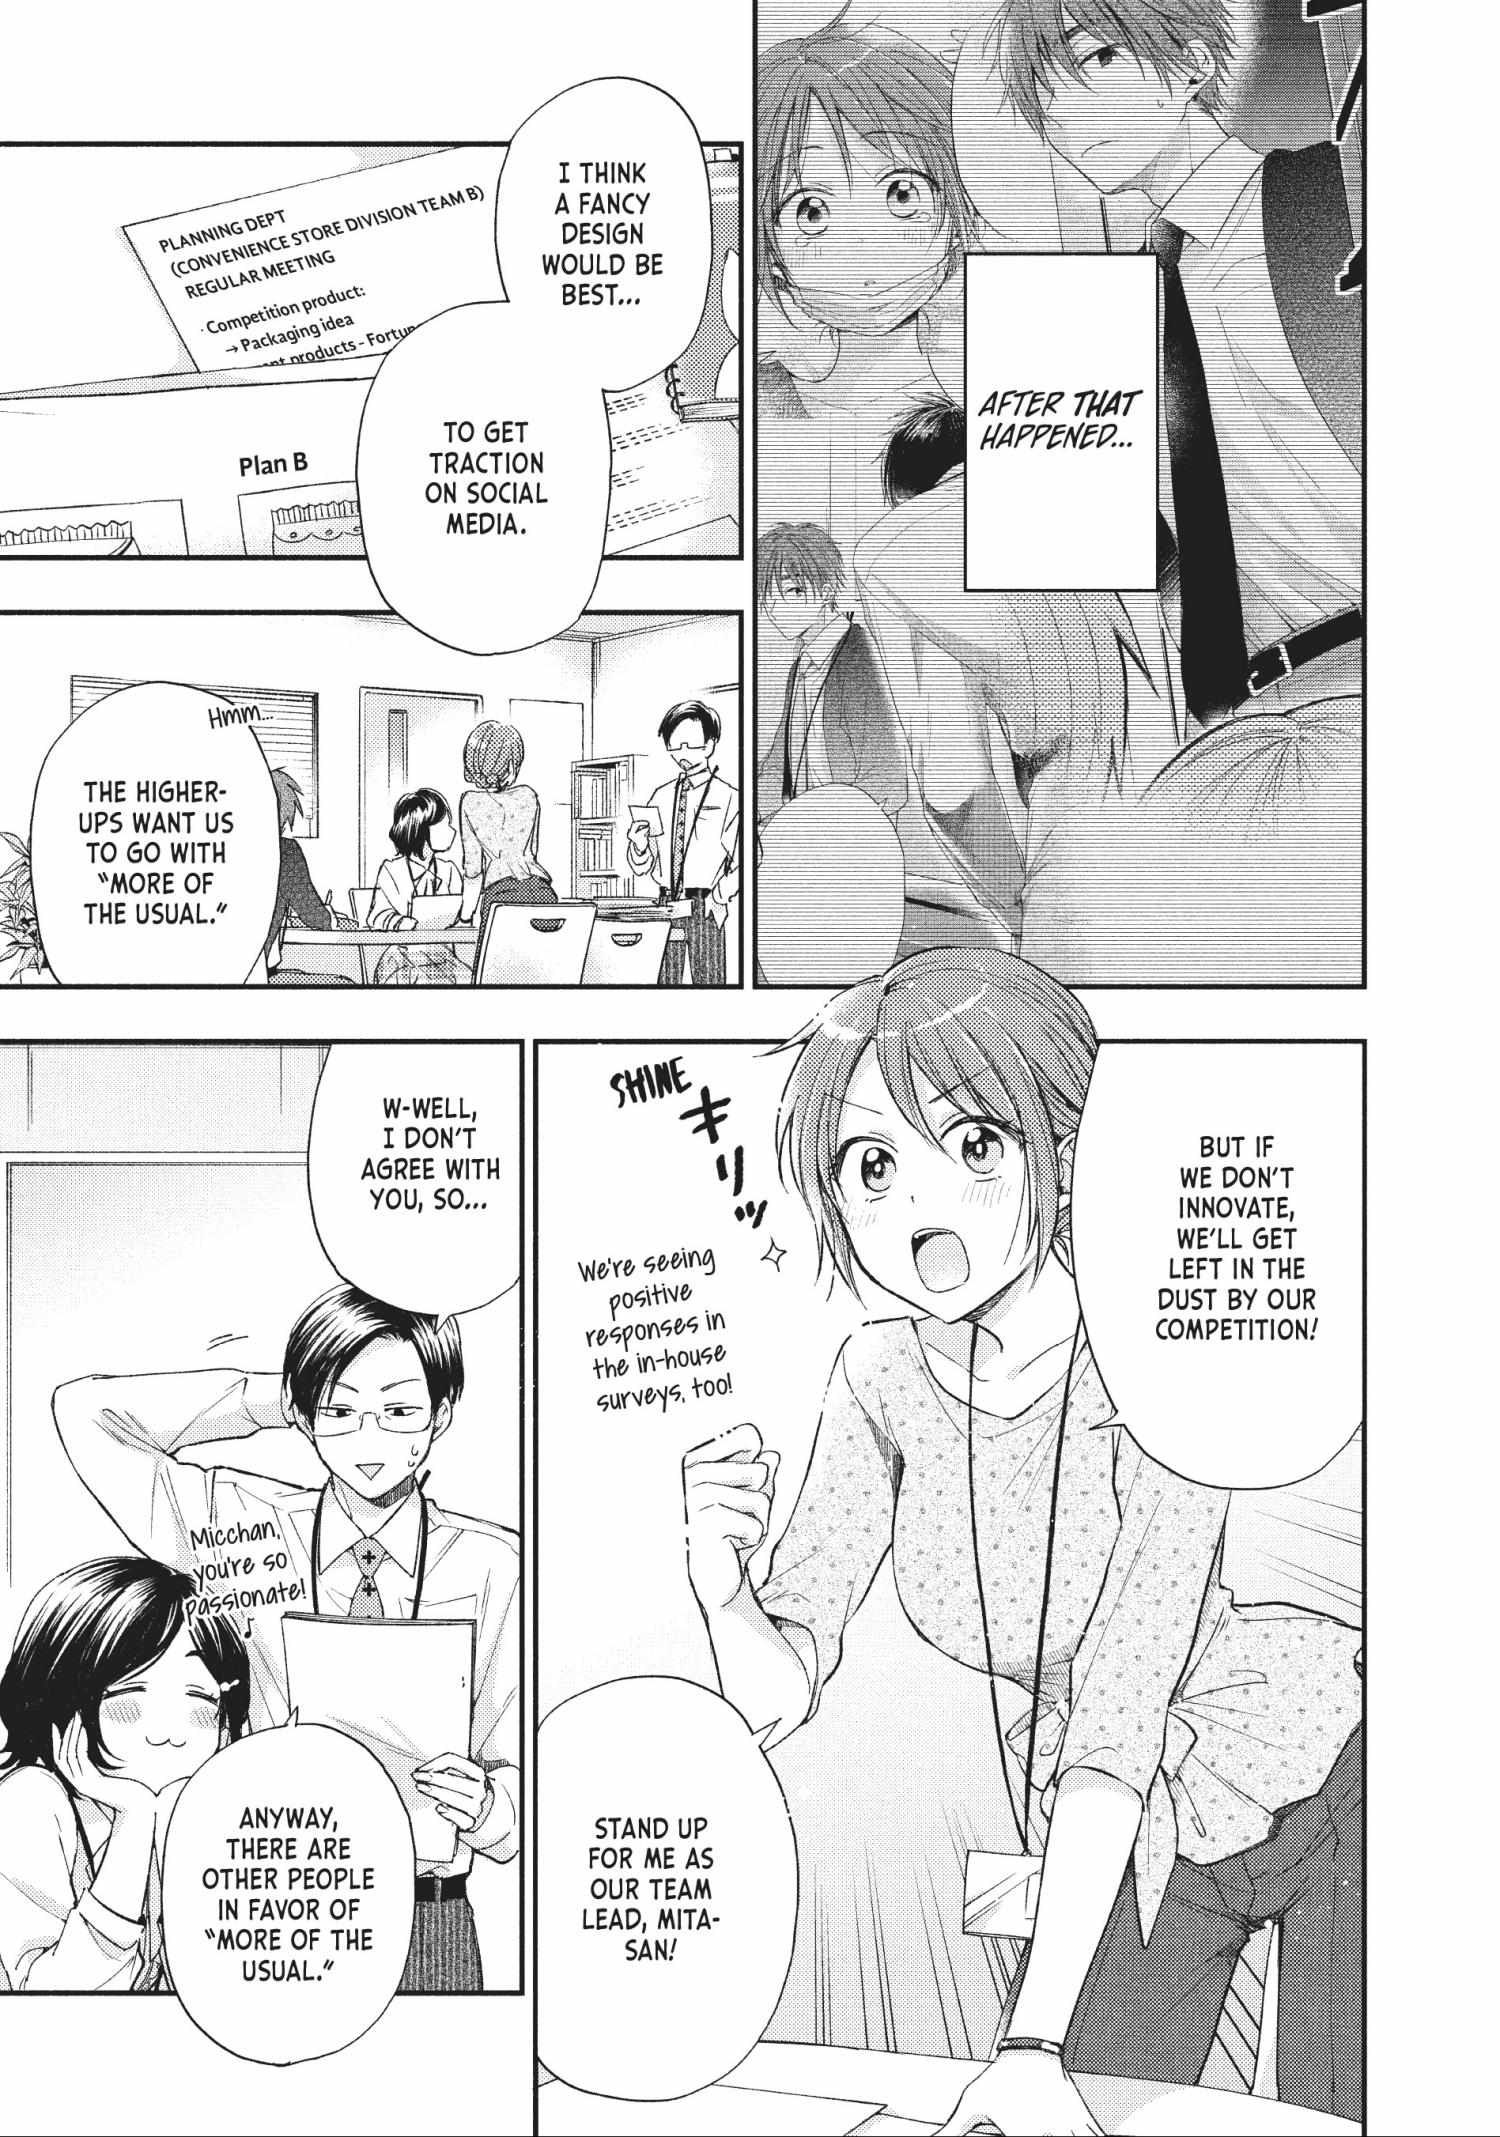 AFTER THAT
HAPPENED...
I THINK
A FANCY
DESIGN
WOULD BE
BEST...
TO GET
TRACTION
ON SOCIAL
MEDIA.
PLANNING DEPT
(CONVENIENCE STORE DIVISION TEAM B)
REGULAR MEETING
· Competition product:
→ Packaging idea
products - Fortun
Plan B
Hmm...
THE HIGHER-
UPS WANT US
TO GO WITH
"MORE OF
THE USUAL."
BUT IF
WE DON'T
INNOVATE,
WE'LL GET
LEFT IN THE
DUST BY OUR
COMPETITION!
SHINE
キリッ
We're seeing
positive
responses in
the in-house
surveys, too!
STAND UP
FOR ME AS
OUR TEAM
LEAD, MITA-
SAN!
W-WELL,
I DON'T
AGREE WITH
YOU, SO...
Micchan,
you're so
passionate!
♪
ANYWAY,
THERE ARE
OTHER PEOPLE
IN FAVOR OF
"MORE OF THE
USUAL."